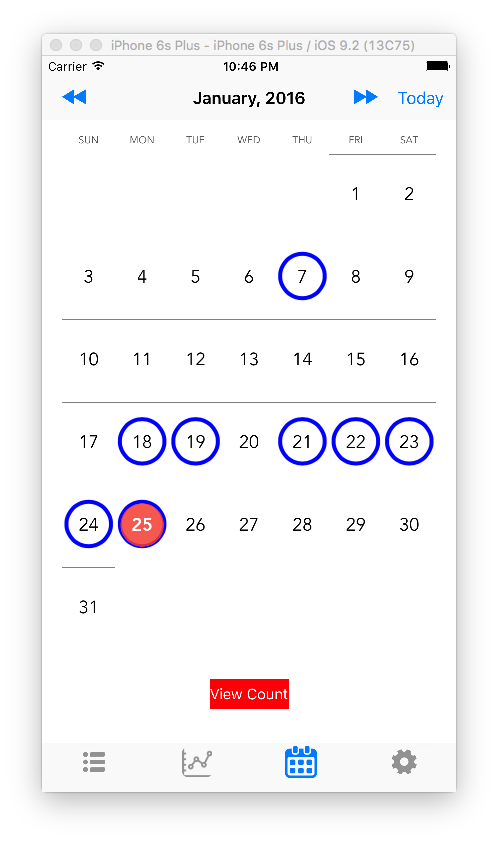 iPhone 6s Plus - iPhone 6s Plus / iOS 9.2 (13C75)
Carrier 10:46 PM
January, 2016 Today
SUN MON TUE WED THU FRI SAT
1 2
3 4 5 6 7 8 9
10 11 12 13 14 15 16
17 18 19 20 21 22 23
24 25 26 27 28 29 30
31
View Count